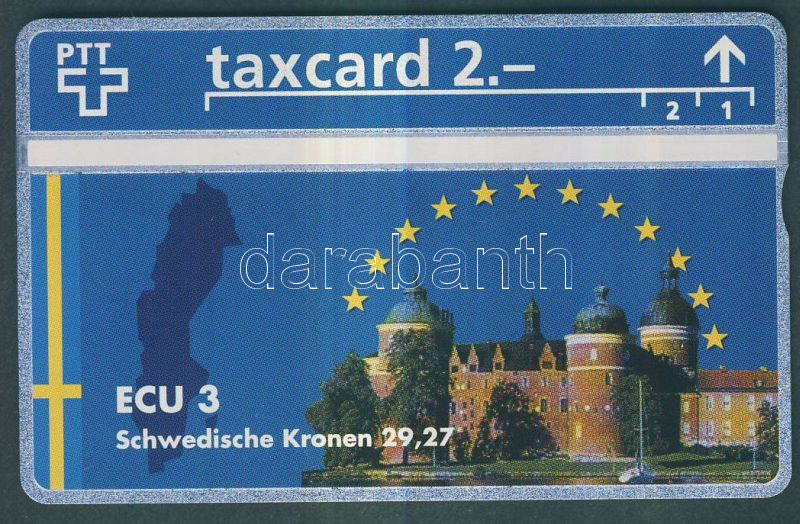 PTT
taxcard 2.–
2 1
darabanth
ECU 3
Schwedische Kronen 29,27